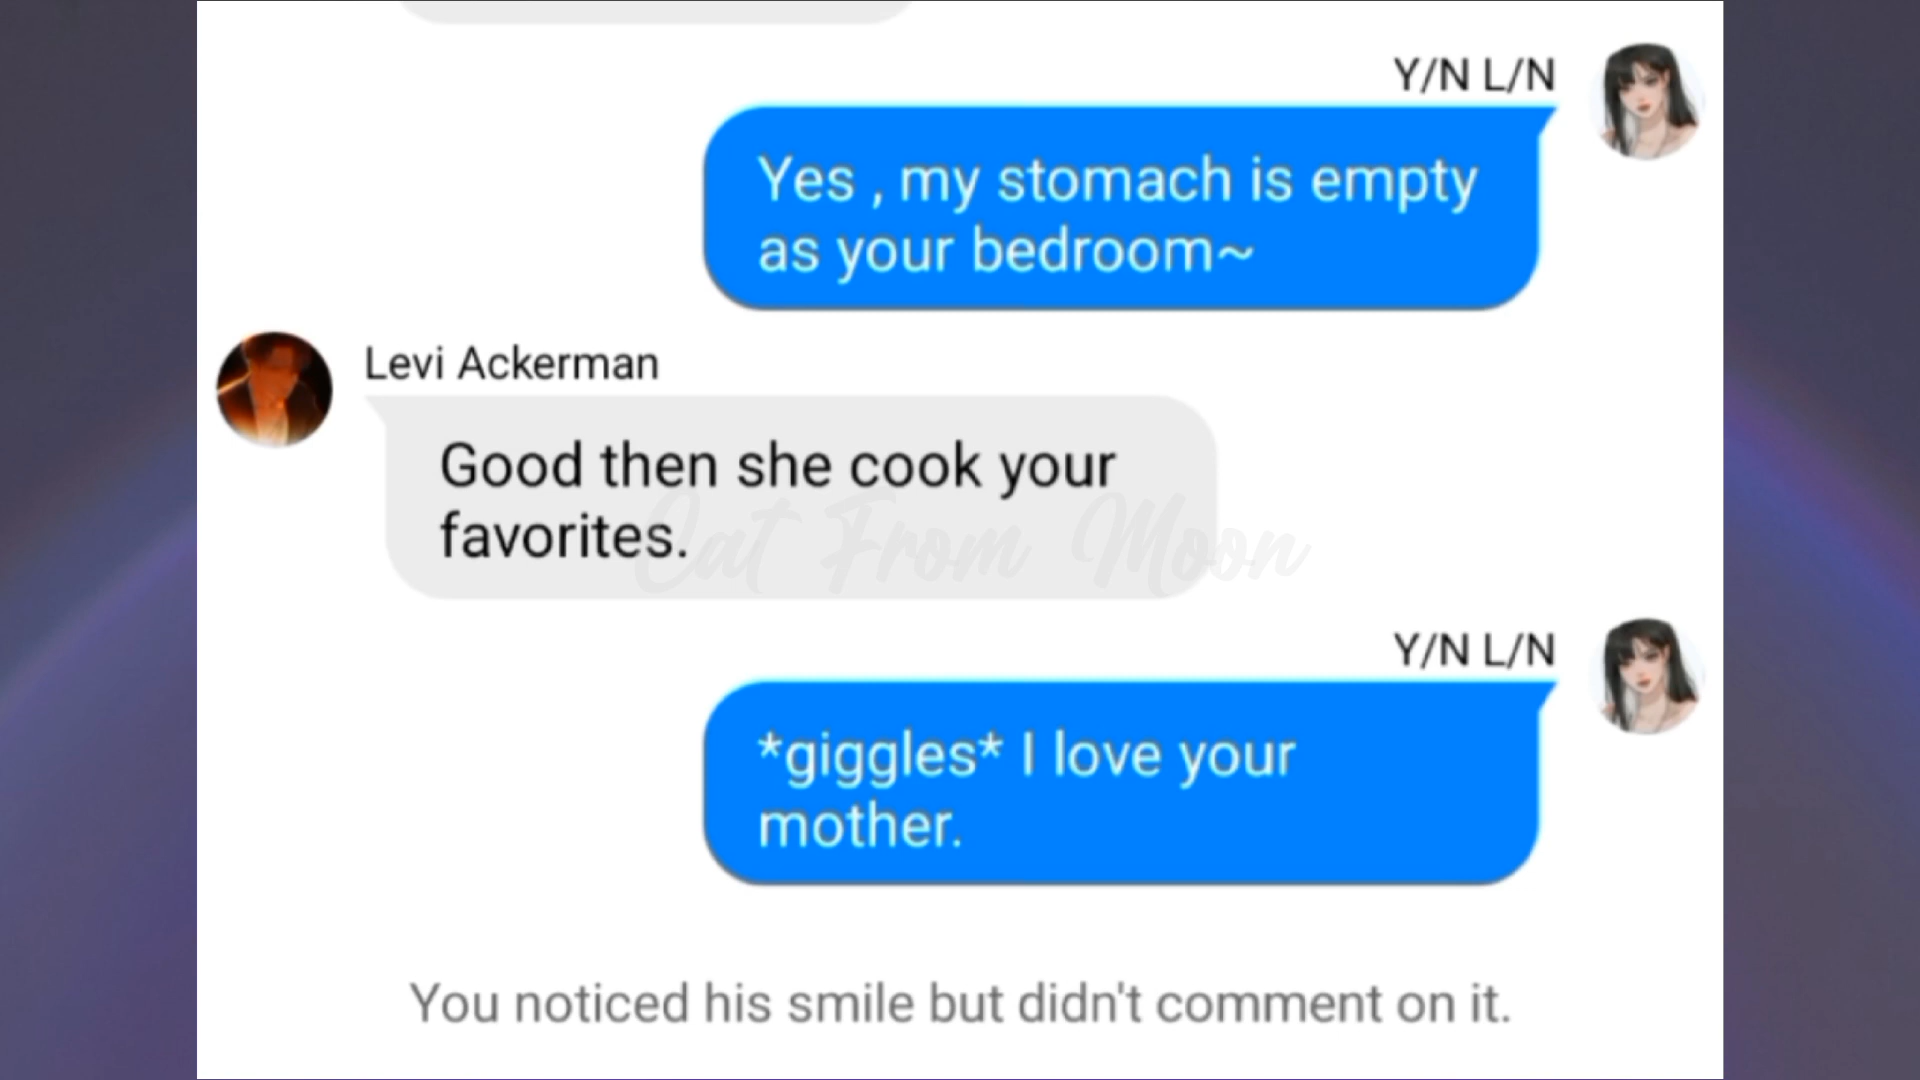 Y/N L/N
Yes , my stomach is empty
as your bedroom~
Levi Ackerman
Good then she cook your
favorites.
Cat From Moon
Y/N L/N
*giggles* I love your
mother.
You noticed his smile but didn't comment on it.